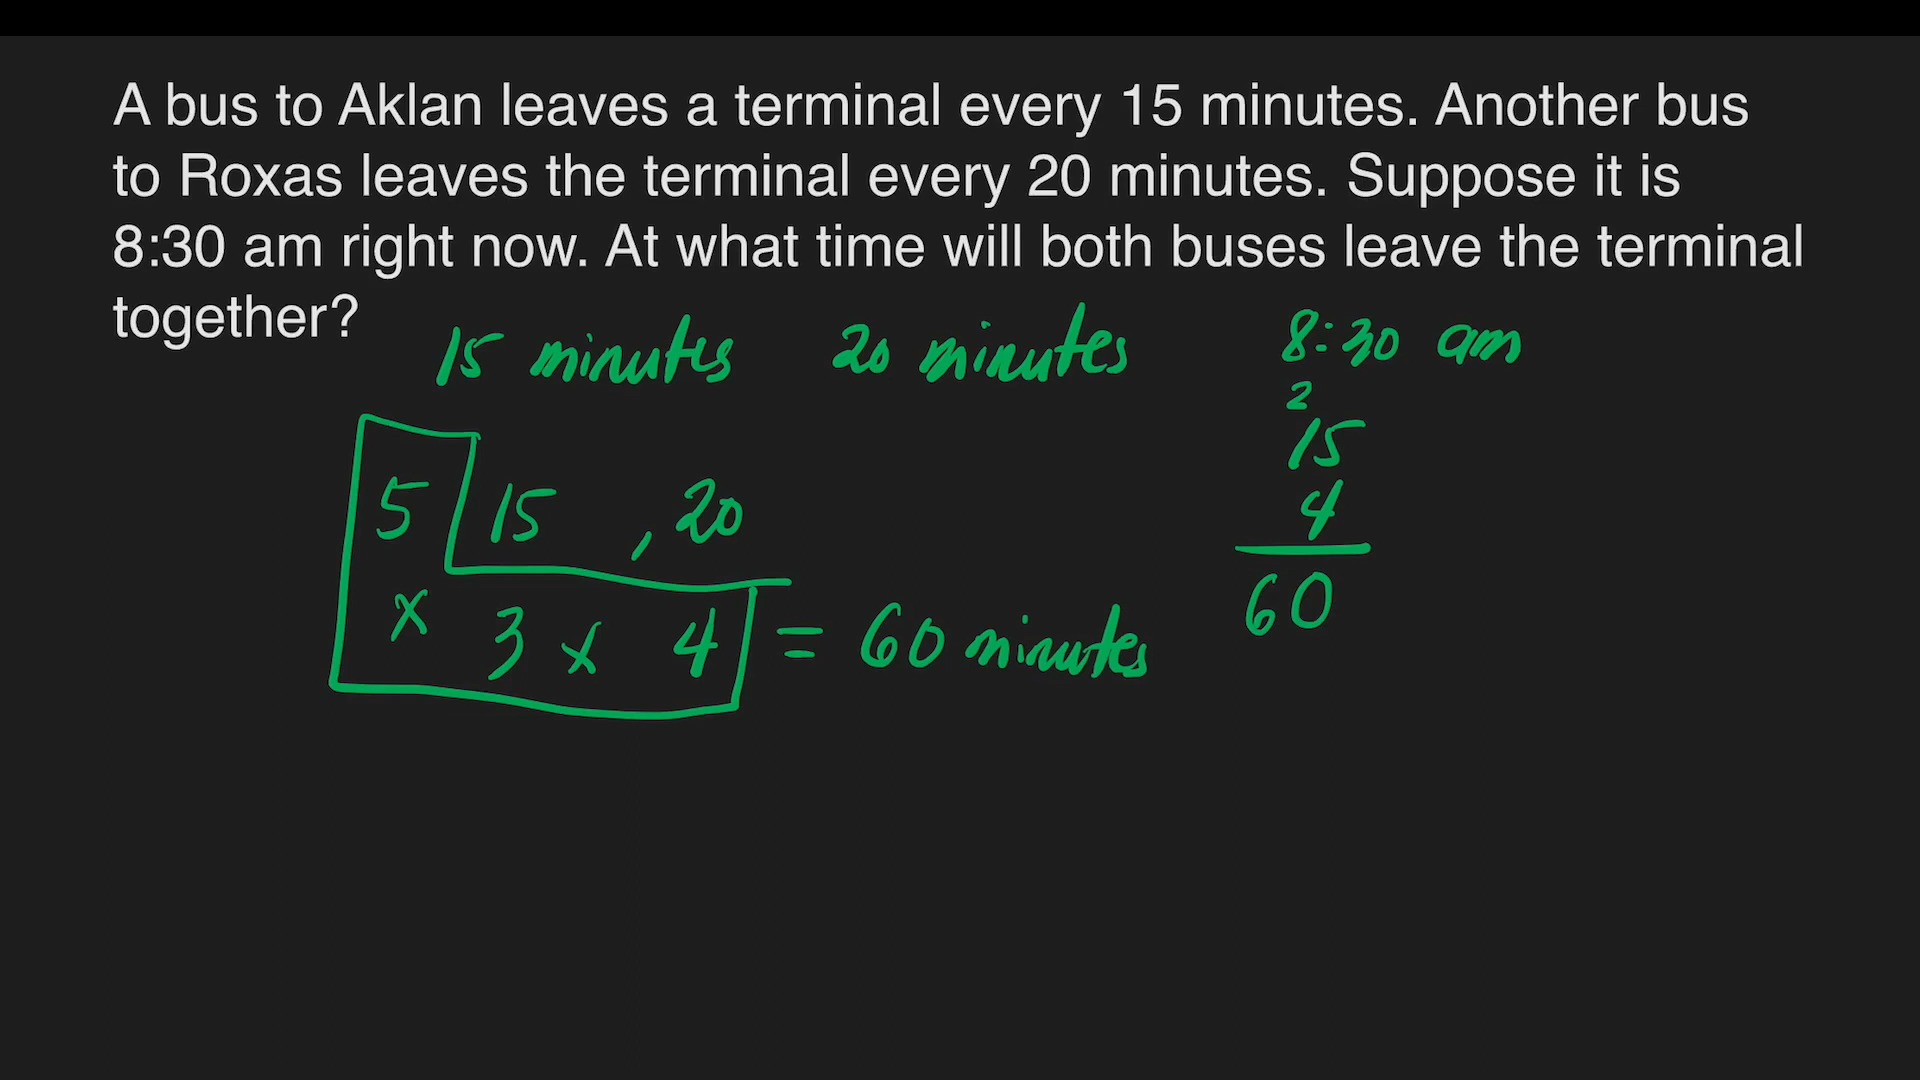 A bus to Aklan leaves a terminal every 15 minutes. Another bus
to Roxas leaves the terminal every 20 minutes. Suppose it is
8:30 am right now. At what time will both buses leave the terminal
together?
15 minutes 20 minutes 8:30 am
2
15
4
60
5 15 , 20
x 3 x 4 = 60 minutes